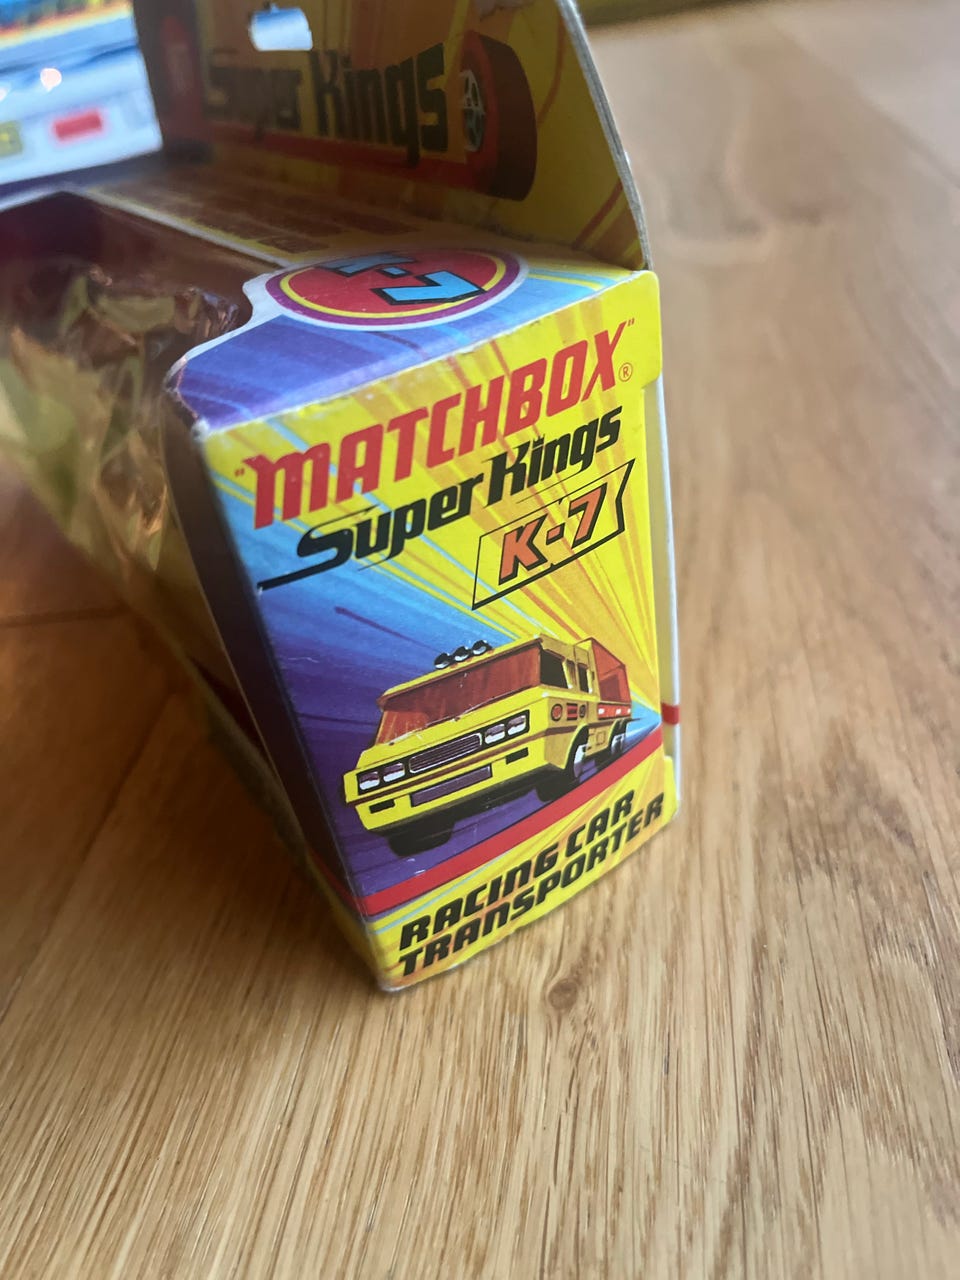 Super Kings
K-7
"MATCHBOX"®
Super Kings
K-7
RACING CAR
TRANSPORTER